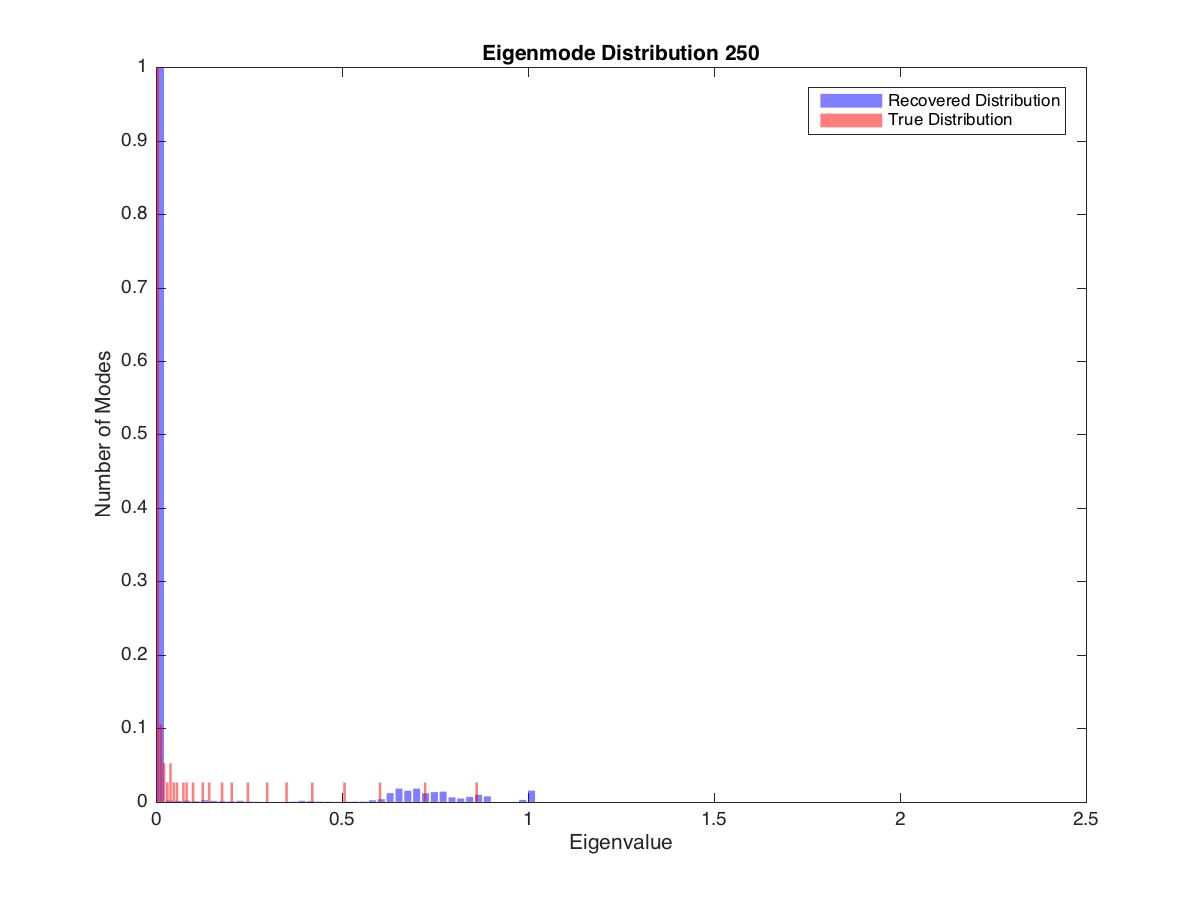 Eigenmode Distribution 250
Recovered Distribution
True Distribution
1
0.9
0.8
0.7
0.6
0.5
0.4
0.3
0.2
0.1
0
Number of Modes
0 0.5 1 1.5 2 2.5
Eigenvalue